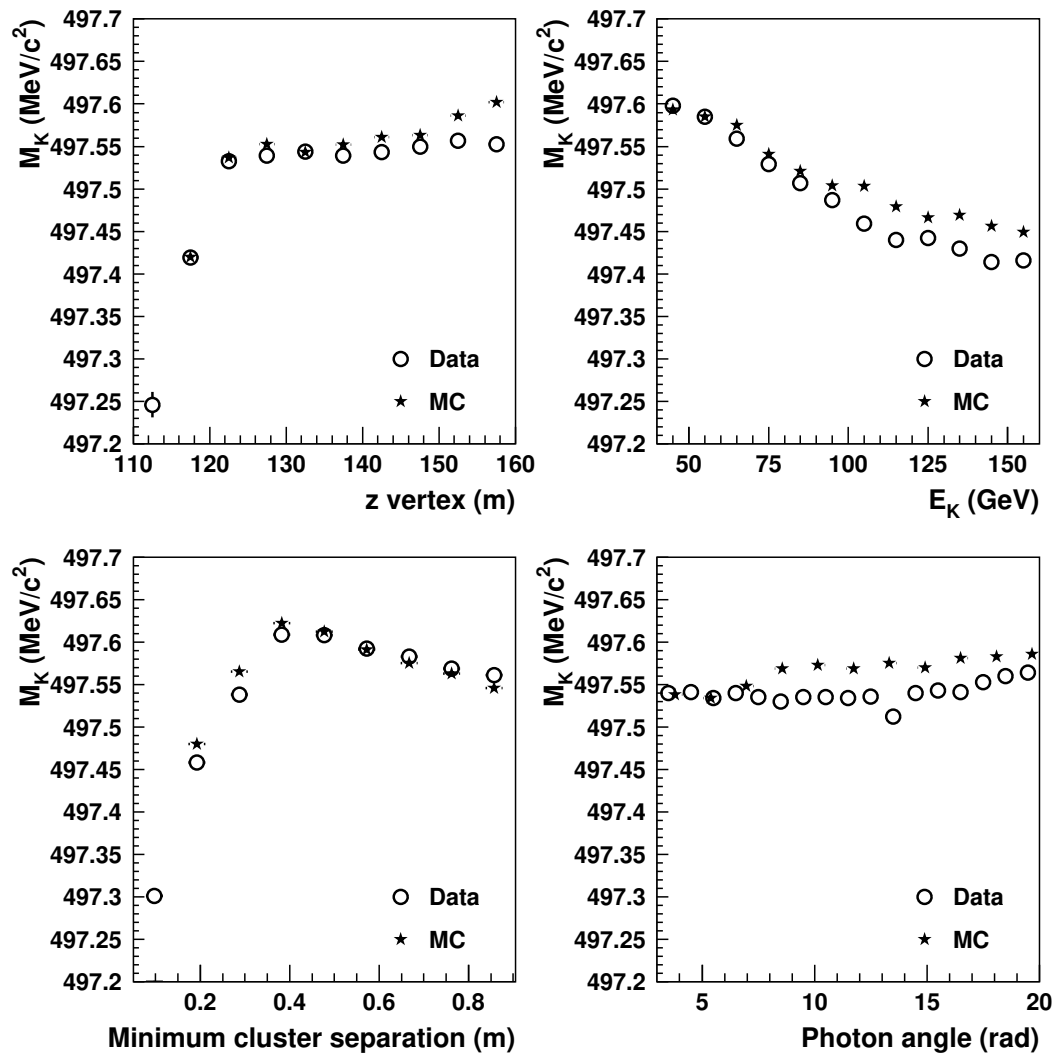 M_K (MeV/c²)
497.7
497.65
497.6
497.55
497.5
497.45
497.4
497.35
497.3
497.25
497.2
Data
MC
110 120 130 140 150 160
z vertex (m)
M_K (MeV/c²)
497.7
497.65
497.6
497.55
497.5
497.45
497.4
497.35
497.3
497.25
497.2
Data
MC
50 75 100 125 150
E_K (GeV)
M_K (MeV/c²)
497.7
497.65
497.6
497.55
497.5
497.45
497.4
497.35
497.3
497.25
497.2
Data
MC
0.2 0.4 0.6 0.8
Minimum cluster separation (m)
M_K (MeV/c²)
497.7
497.65
497.6
497.55
497.5
497.45
497.4
497.35
497.3
497.25
497.2
Data
MC
5 10 15 20
Photon angle (rad)